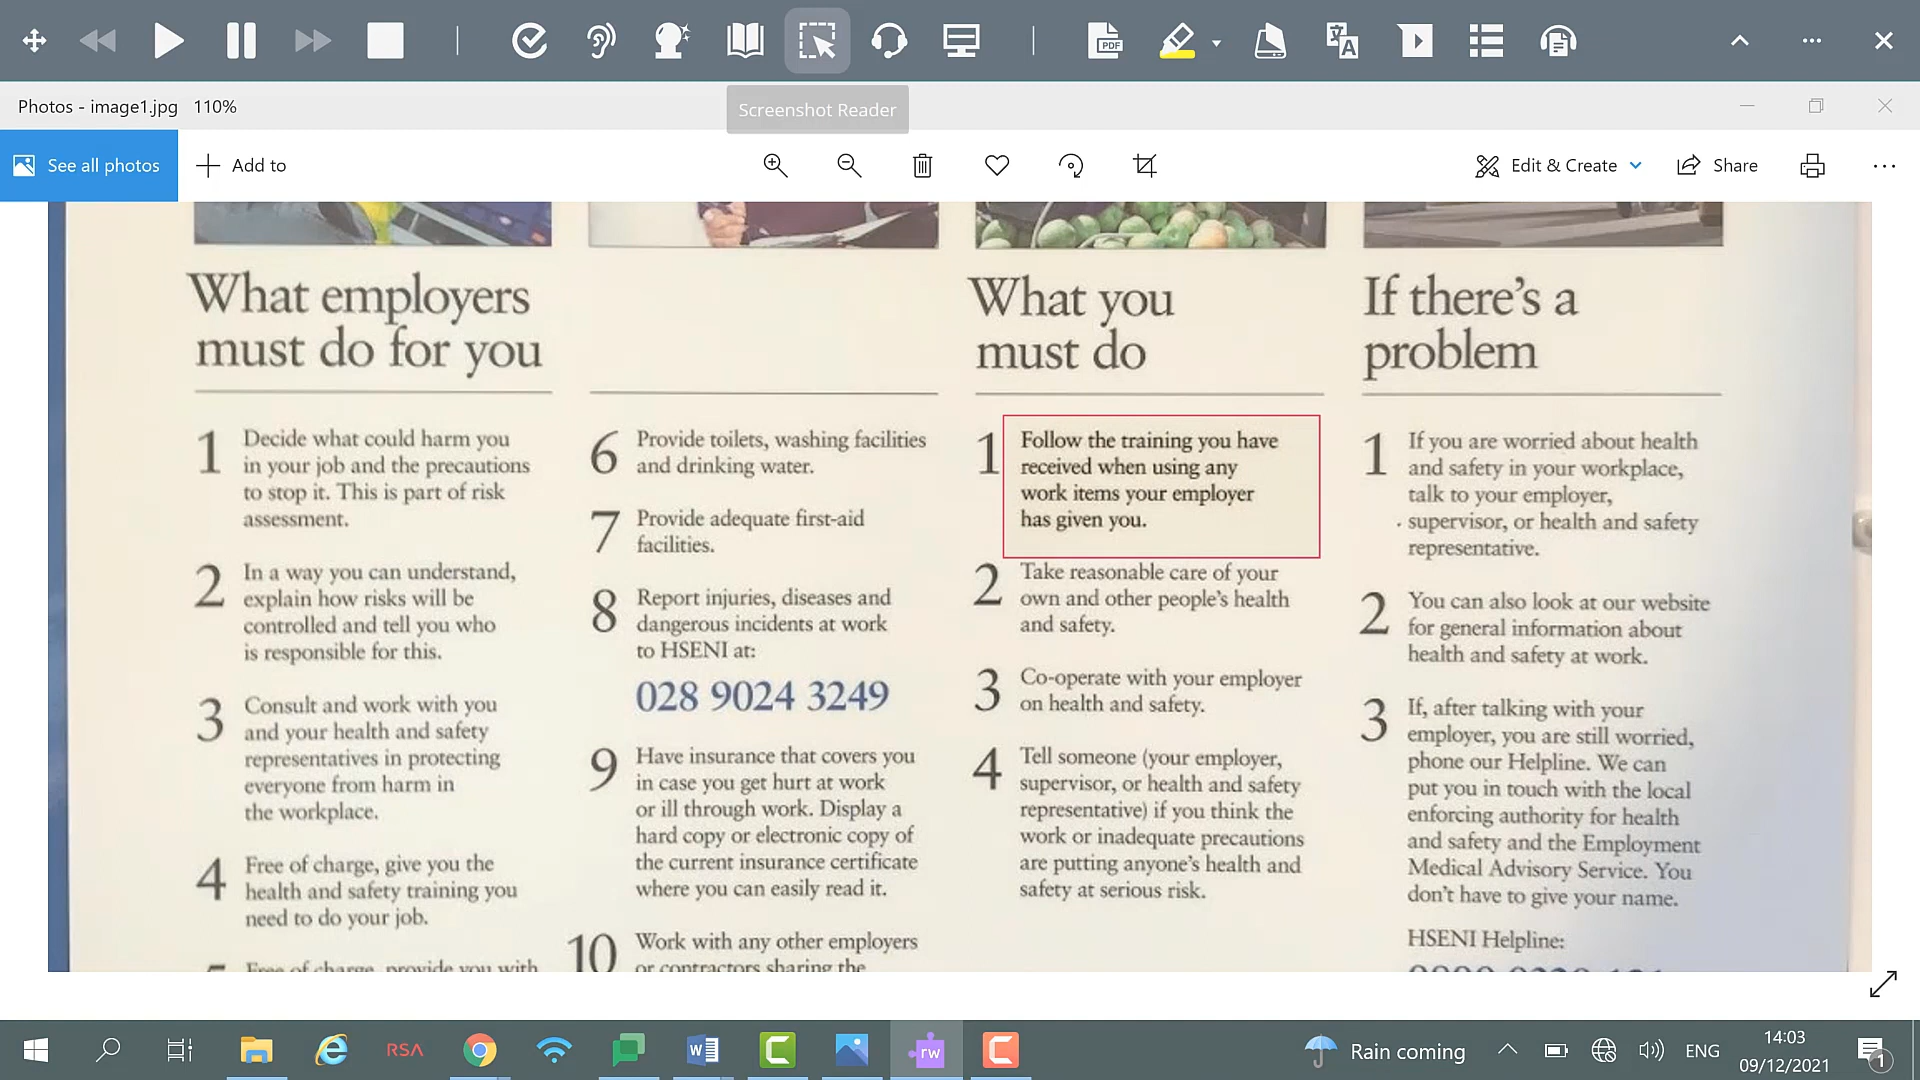 PDF
Photos - image1.jpg 110%
Screenshot Reader
See all photos
Add to
Edit & Create
Share
What employers
must do for you
1 Decide what could harm you
in your job and the precautions
to stop it. This is part of risk
assessment.
2 In a way you can understand,
explain how risks will be
controlled and tell you who
is responsible for this.
3 Consult and work with you
and your health and safety
representatives in protecting
everyone from harm in
the workplace.
4 Free of charge, give you the
health and safety training you
need to do your job.
5 Free of charge, provide you with
6 Provide toilets, washing facilities
and drinking water.
7 Provide adequate first-aid
facilities.
8 Report injuries, diseases and
dangerous incidents at work
to HSENI at:
028 9024 3249
9 Have insurance that covers you
in case you get hurt at work
or ill through work. Display a
hard copy or electronic copy of
the current insurance certificate
where you can easily read it.
10 Work with any other employers
or contractors sharing the
What you
must do
1 Follow the training you have
received when using any
work items your employer
has given you.
2 Take reasonable care of your
own and other people's health
and safety.
3 Co-operate with your employer
on health and safety.
4 Tell someone (your employer,
supervisor, or health and safety
representative) if you think the
work or inadequate precautions
are putting anyone's health and
safety at serious risk.
If there's a
problem
1 If you are worried about health
and safety in your workplace,
talk to your employer,
supervisor, or health and safety
representative.
2 You can also look at our website
for general information about
health and safety at work.
3 If, after talking with your
employer, you are still worried,
phone our Helpline. We can
put you in touch with the local
enforcing authority for health
and safety and the Employment
Medical Advisory Service. You
don't have to give your name.
HSENI Helpline:
RSA
rw
Rain coming
ENG
14:03
09/12/2021
1